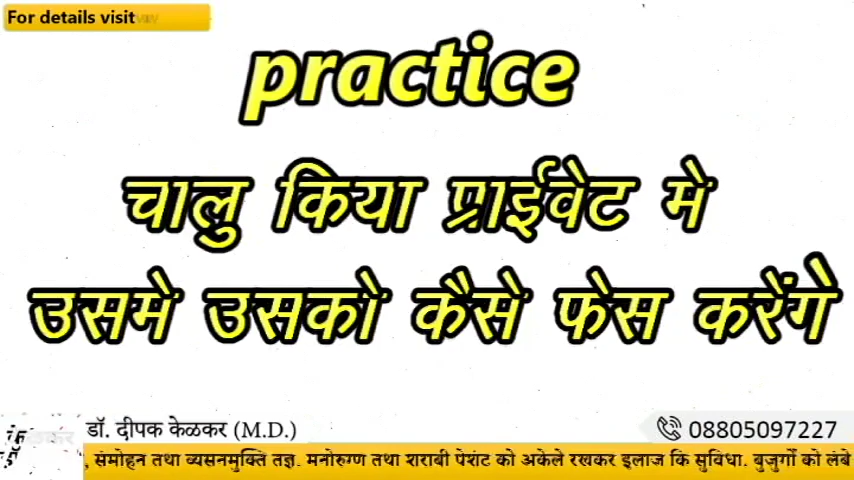 For details visit
practice
चालु किया प्राईवेट मे
उसमे उसको कैसे फेस करेंगे
डॉ. दीपक केळकर (M.D.)
08805097227
, संमोहन तथा व्यसनमुक्ति तज्ञ. मनोरुग्ण तथा शराबी पेशंट को अकेले रखकर इलाज कि सुविधा. बुजुर्गो को लंबे